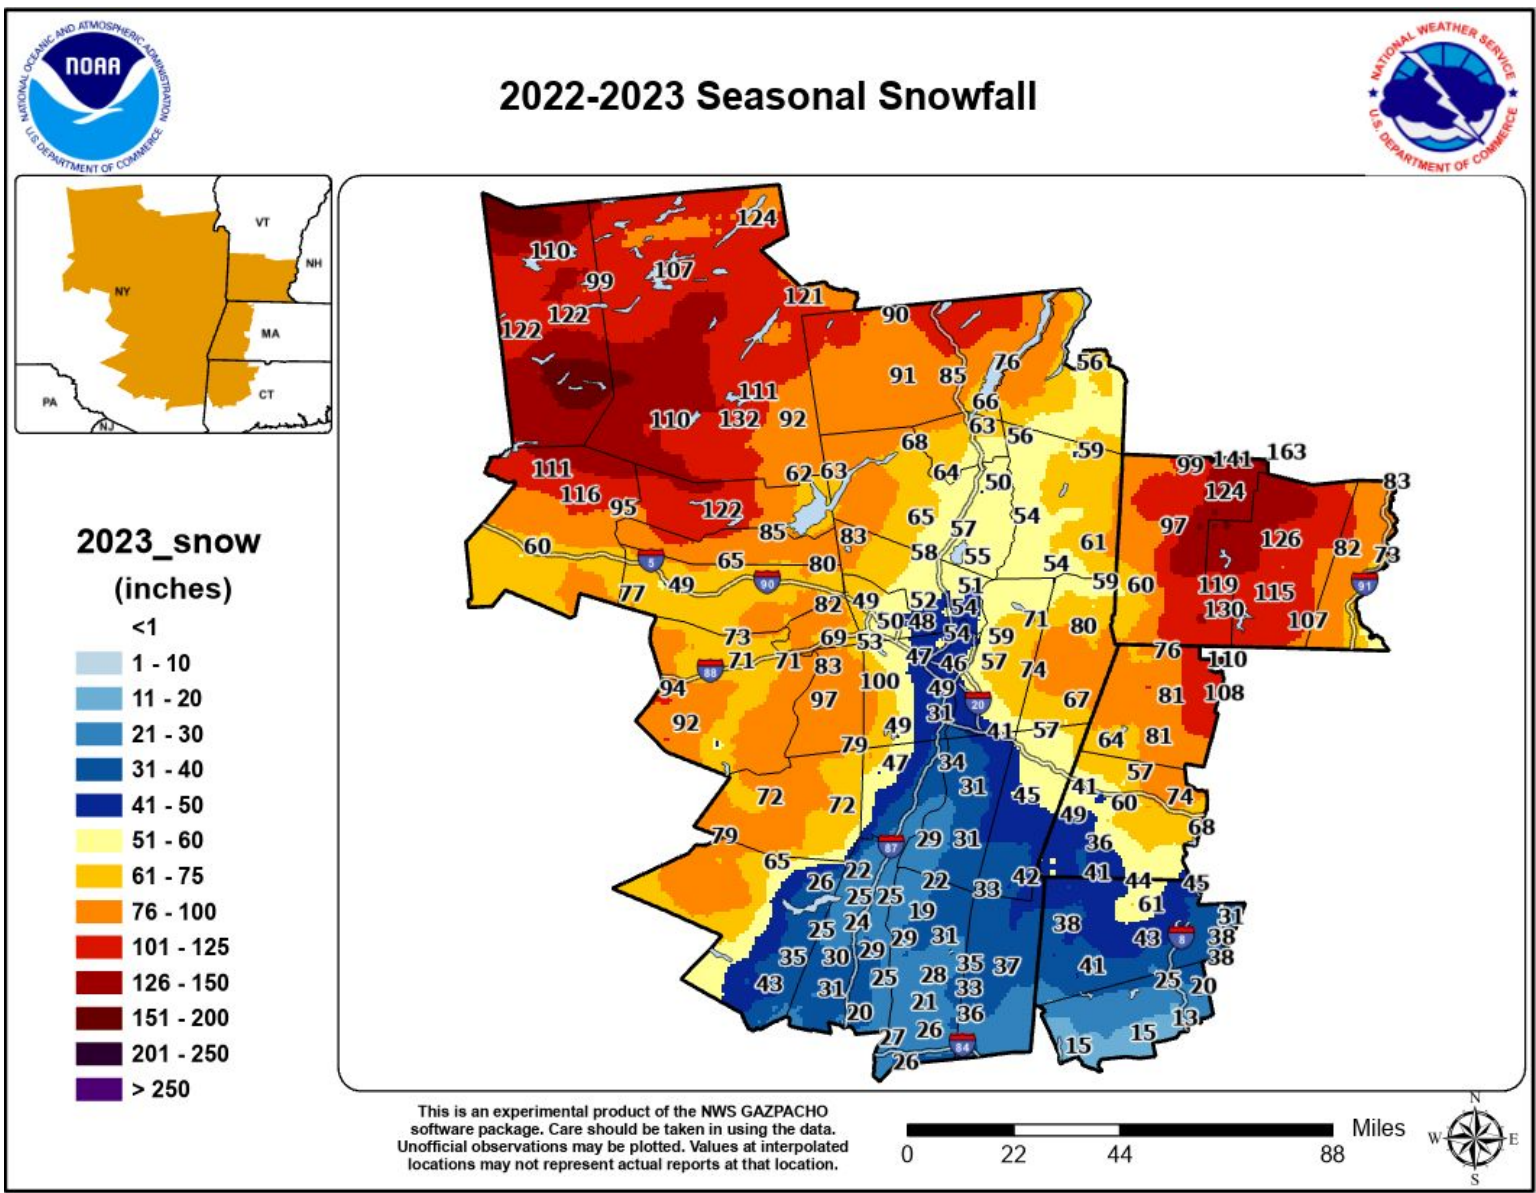 NATIONAL OCEANIC AND ATMOSPHERIC ADMINISTRATION
NOAA
U.S. DEPARTMENT OF COMMERCE
2022-2023 Seasonal Snowfall
NATIONAL WEATHER SERVICE
U.S. DEPARTMENT OF COMMERCE
VT
NH
NY
MA
CT
PA
NJ
2023_snow
(inches)
<1
1 - 10
11 - 20
21 - 30
31 - 40
41 - 50
51 - 60
61 - 75
76 - 100
101 - 125
126 - 150
151 - 200
201 - 250
> 250
124
110
107
99
121
122
90
122
76 56
91 85
111
66
110 132 92
63 56
68
59
163
141
99
111
62 63 64
83
50
124
116
95
122
65 57 54
97
85 83
126
60
61
82 73
58 55
5
65 80
54
90
91
49
51 59 60
119
115
77
82 49 52 54
130
107
50 48
71 80
73
69 53
54 59
76
71 71 83
47 46 57
74
110
88
94
100
49
81 108
97
20
67
92
31
49
41 57
64 81
79
47 34
57
31
41
72 72
45
60 74
49
68
79
87
29 31
36
65
22
42 41
44 45
26
22
33
25 25
61
19
31
24
38
25
29 31
43
8
38
29
35 30
38
35 37
41
43
25 28
25 20
31
33
21
20
36
13
26
15
27
84
15
26
This is an experimental product of the NWS GAZPACHO
software package. Care should be taken in using the data.
Unofficial observations may be plotted. Values at interpolated
locations may not represent actual reports at that location.
Miles
0 22 44 88
N
W E
S